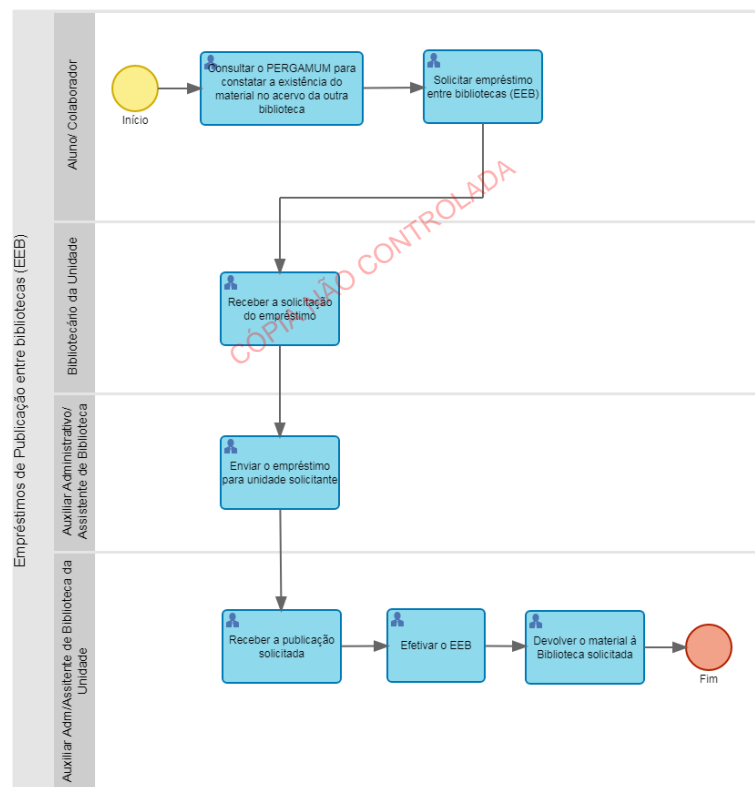 Empréstimos de Publicação entre bibliotecas (EEB)
Aluno/ Colaborador
Início
Consultar o PERGAMUM para
constatar a existência do
material no acervo da outra
biblioteca
Solicitar empréstimo
entre bibliotecas (EEB)
CÓPIA NÃO CONTROLADA
Bibliotecário da Unidade
Receber a solicitação
do empréstimo
Auxiliar Administrativo/
Assistente de Biblioteca
Enviar o empréstimo
para unidade solicitante
Auxiliar Adm/Assitente de Biblioteca da
Unidade
Receber a publicação
solicitada
Efetivar o EEB
Devolver o material à
Biblioteca solicitada
Fim